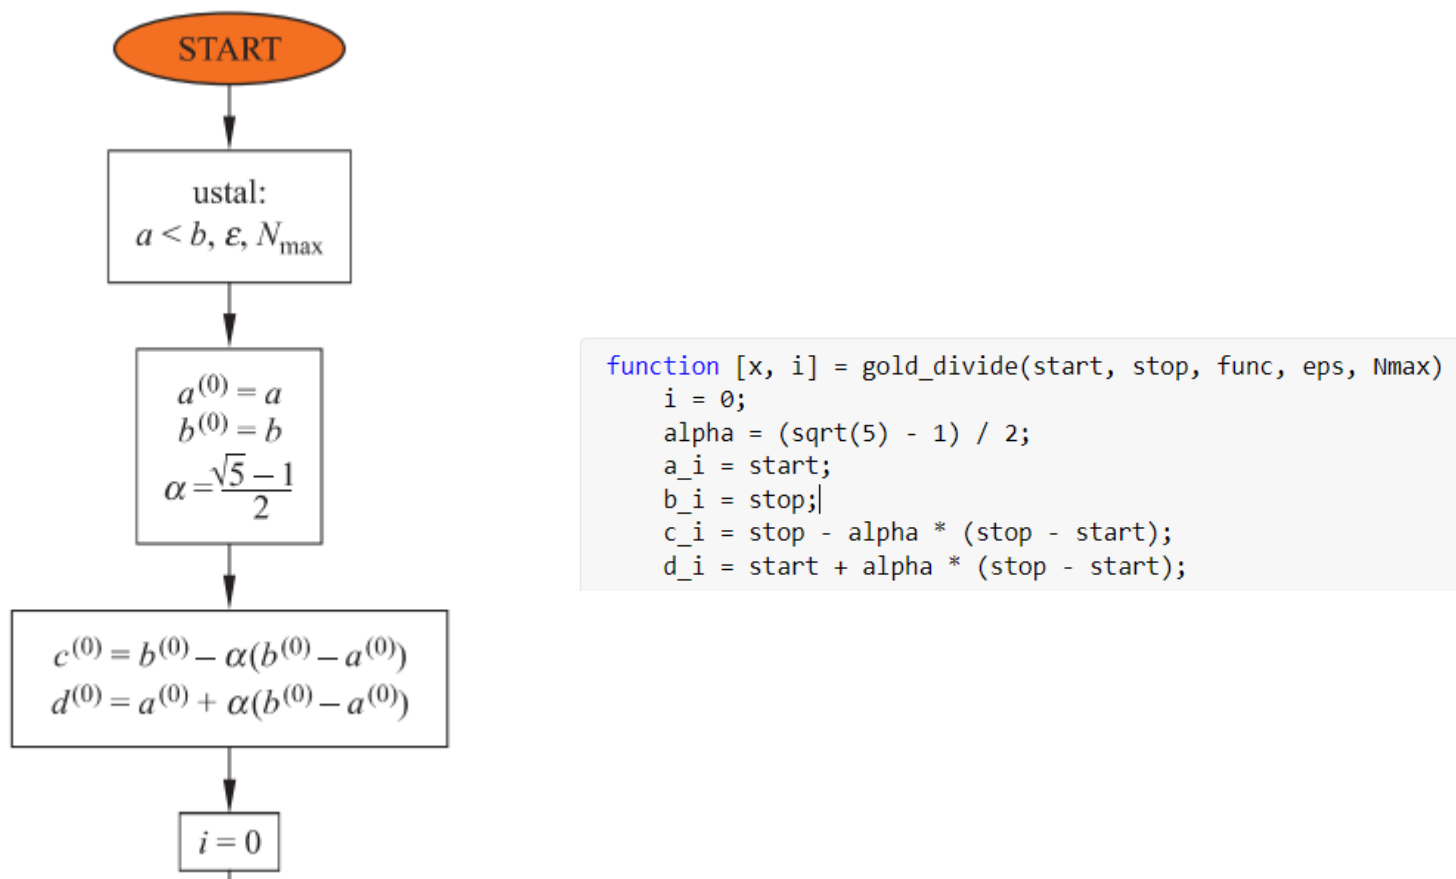 START
ustal:
a < b, ε, N_max
a^(0) = a
b^(0) = b
α = (√5 – 1)/2
c^(0) = b^(0) – α(b^(0) – a^(0))
d^(0) = a^(0) + α(b^(0) – a^(0))
i = 0
function [x, i] = gold_divide(start, stop, func, eps, Nmax)
i = 0;
alpha = (sqrt(5) - 1) / 2;
a_i = start;
b_i = stop;
c_i = stop - alpha * (stop - start);
d_i = start + alpha * (stop - start);